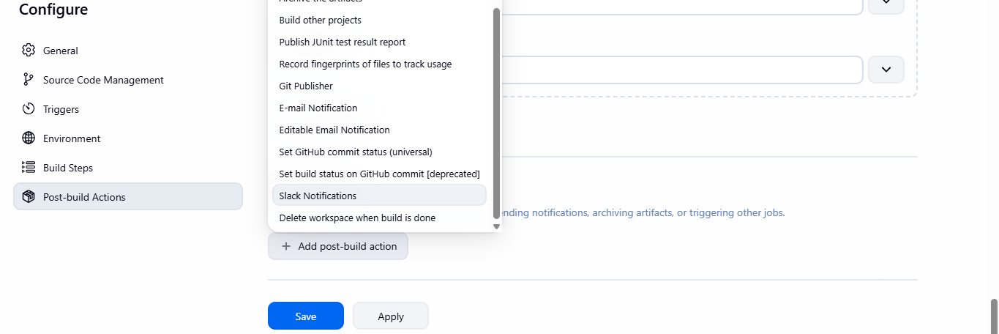 Configure
General
Source Code Management
Triggers
Environment
Build Steps
Post-build Actions
Archive the artifacts
Build other projects
Publish JUnit test result report
Record fingerprints of files to track usage
Git Publisher
E-mail Notification
Editable Email Notification
Set GitHub commit status (universal)
Set build status on GitHub commit [deprecated]
Slack Notifications
Delete workspace when build is done
ending notifications, archiving artifacts, or triggering other jobs.
Add post-build action
Save
Apply